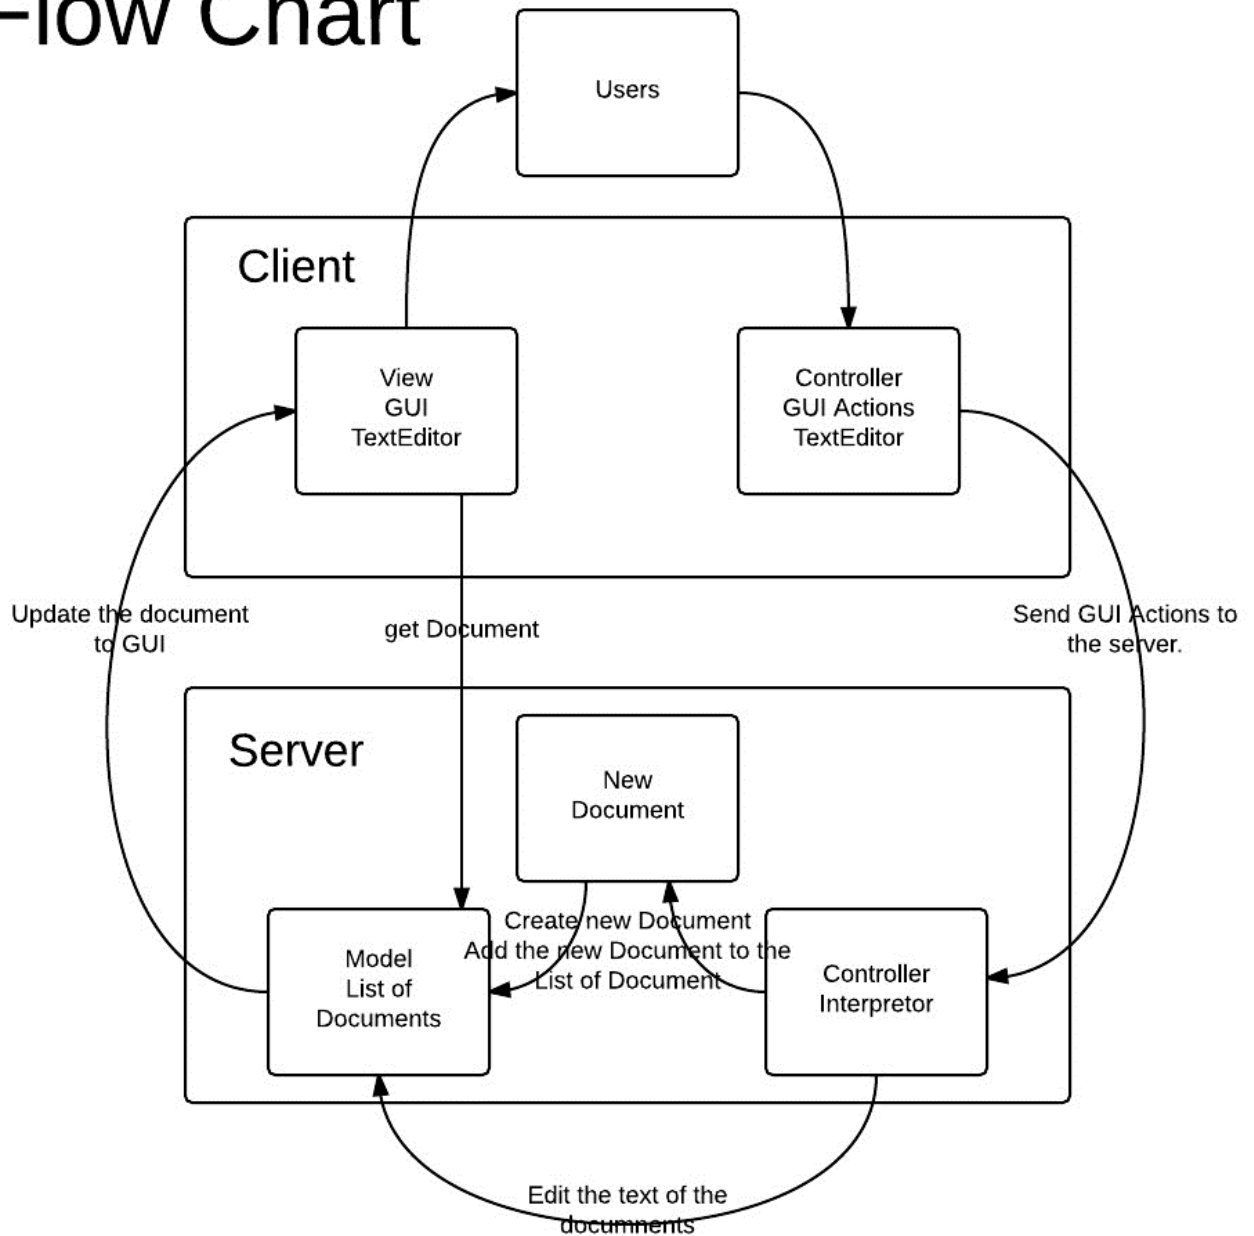 Flow Chart
Users
Client
View
GUI
TextEditor
Controller
GUI Actions
TextEditor
Update the document
to GUI
get Document
Send GUI Actions to
the server.
Server
New
Document
Create new Document
Add the new Document to the
List of Document
Model
List of
Documents
Controller
Interpretor
Edit the text of the
documnents